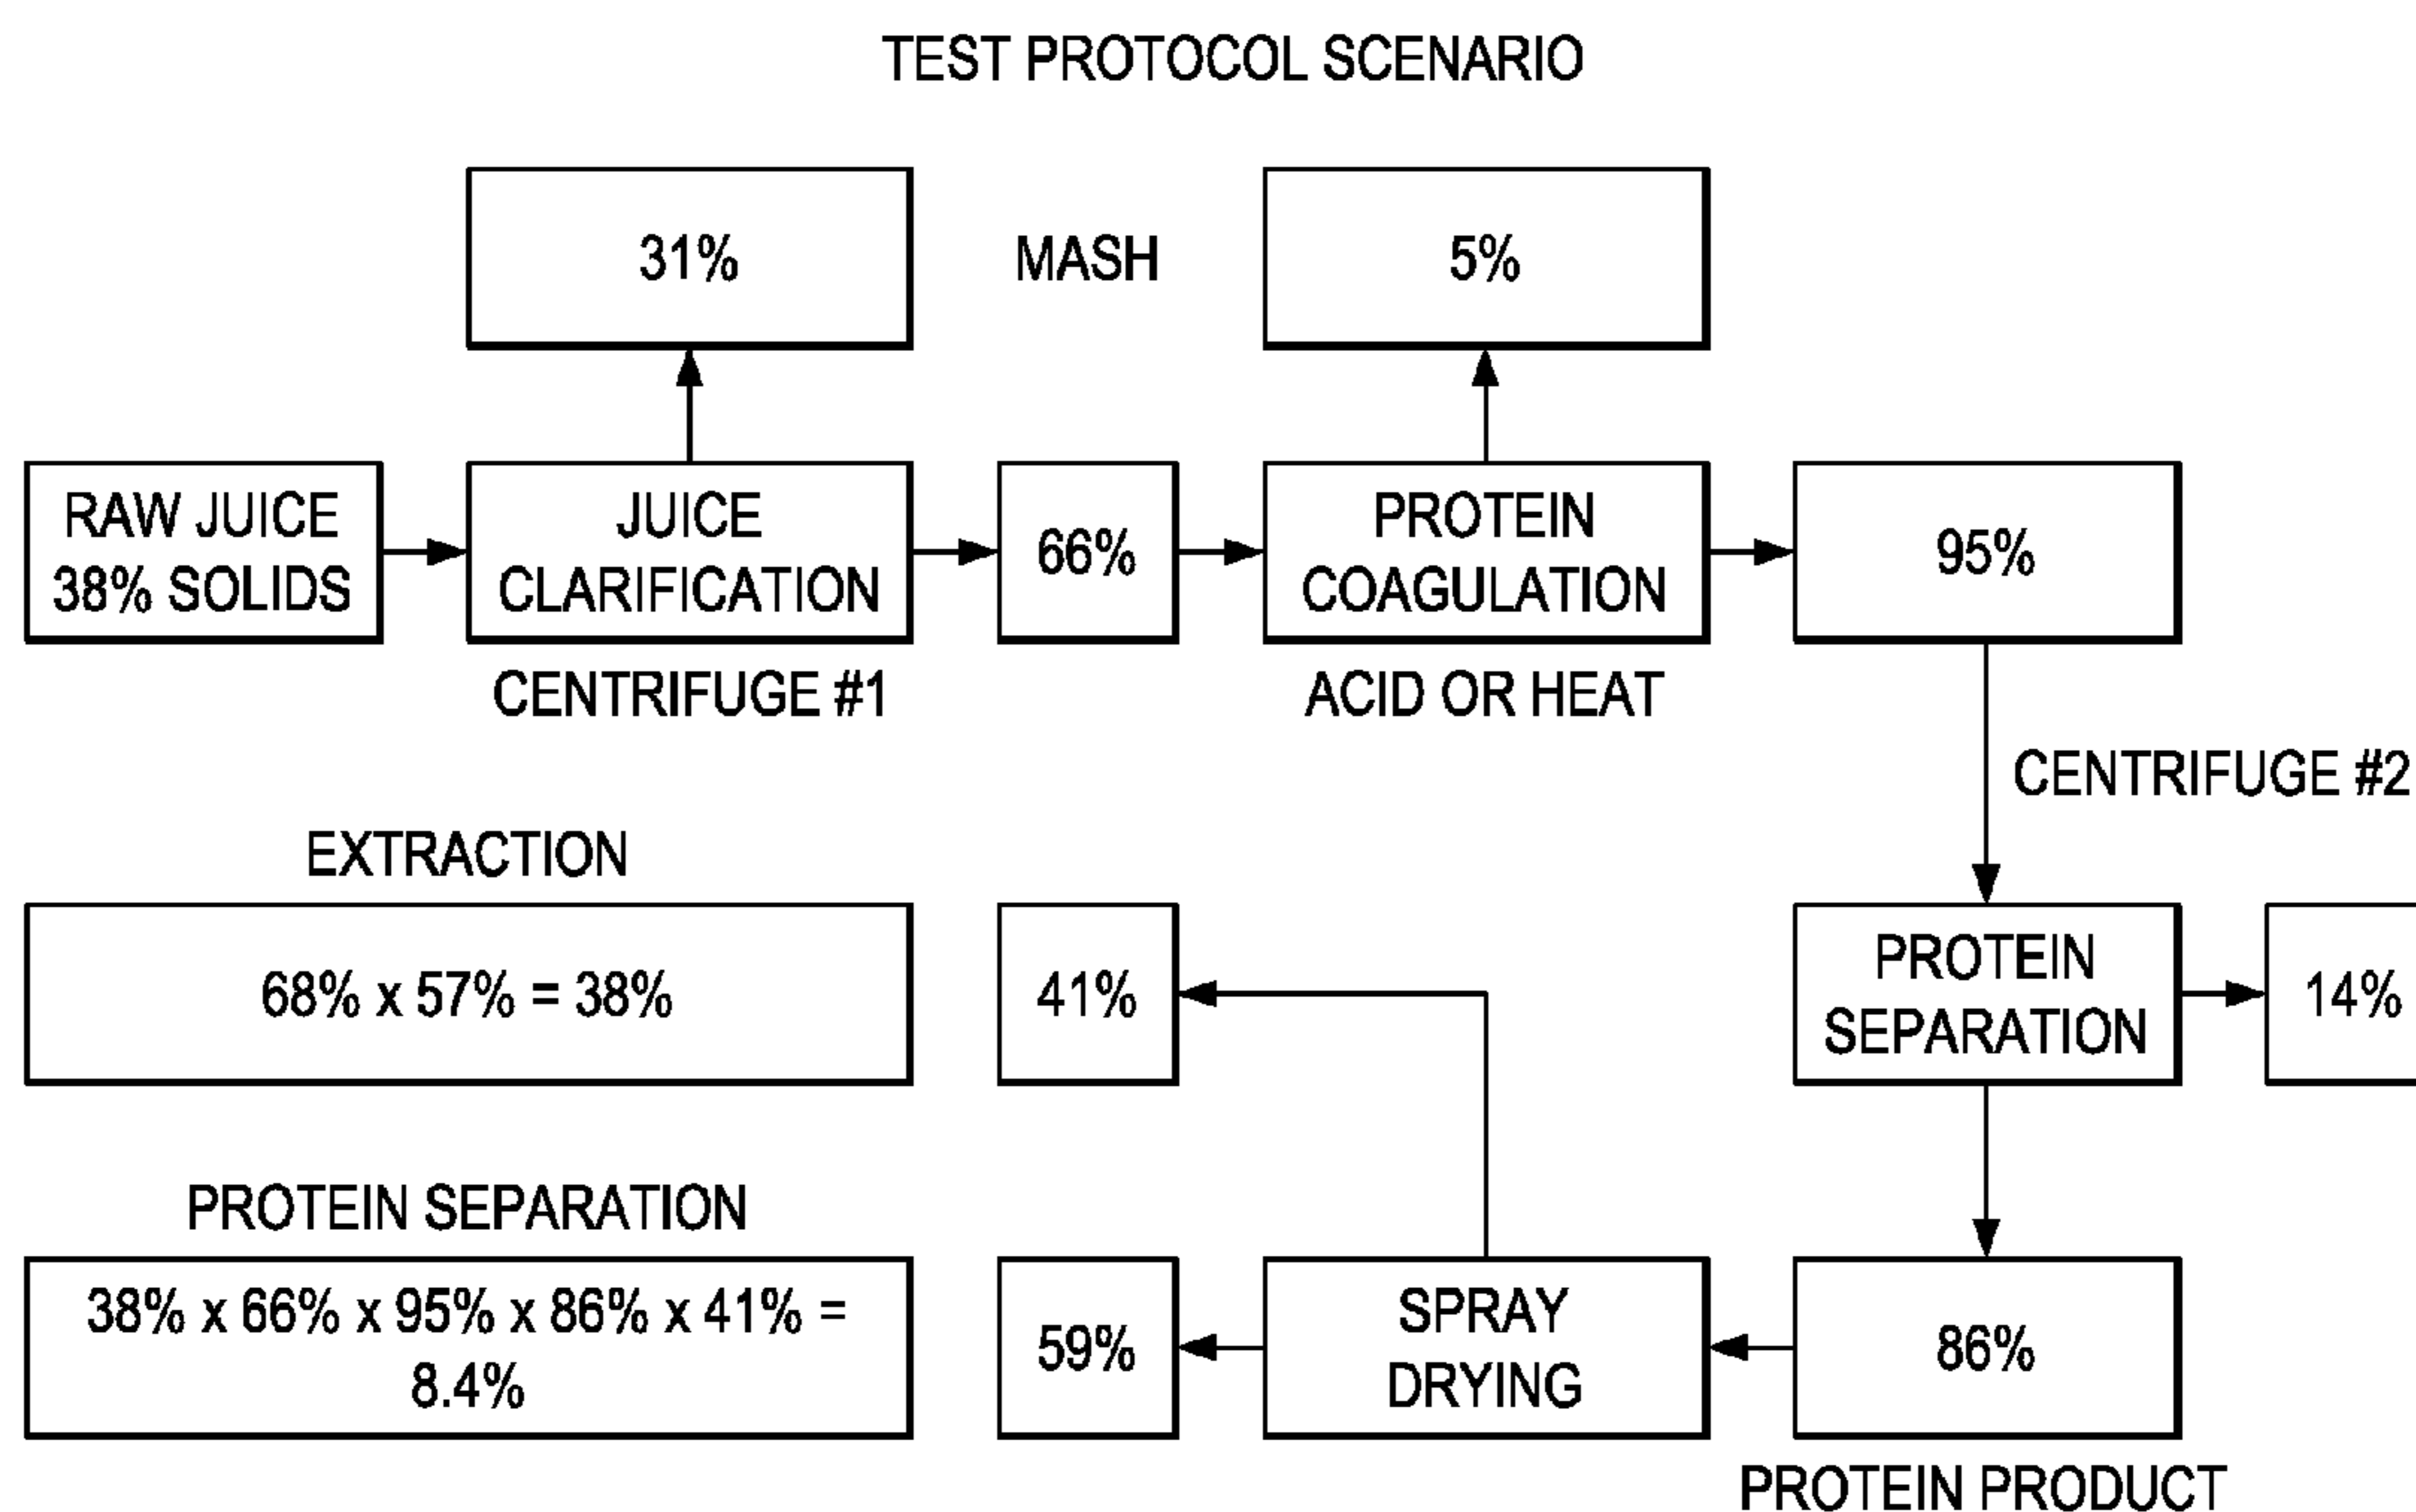 TEST PROTOCOL SCENARIO
31%
MASH
5%
RAW JUICE
38% SOLIDS
JUICE
CLARIFICATION
66%
PROTEIN
COAGULATION
95%
CENTRIFUGE #1
ACID OR HEAT
CENTRIFUGE #2
EXTRACTION
68% x 57% = 38%
41%
PROTEIN
SEPARATION
14%
PROTEIN SEPARATION
38% x 66% x 95% x 86% x 41% =
8.4%
59%
SPRAY
DRYING
86%
PROTEIN PRODUCT